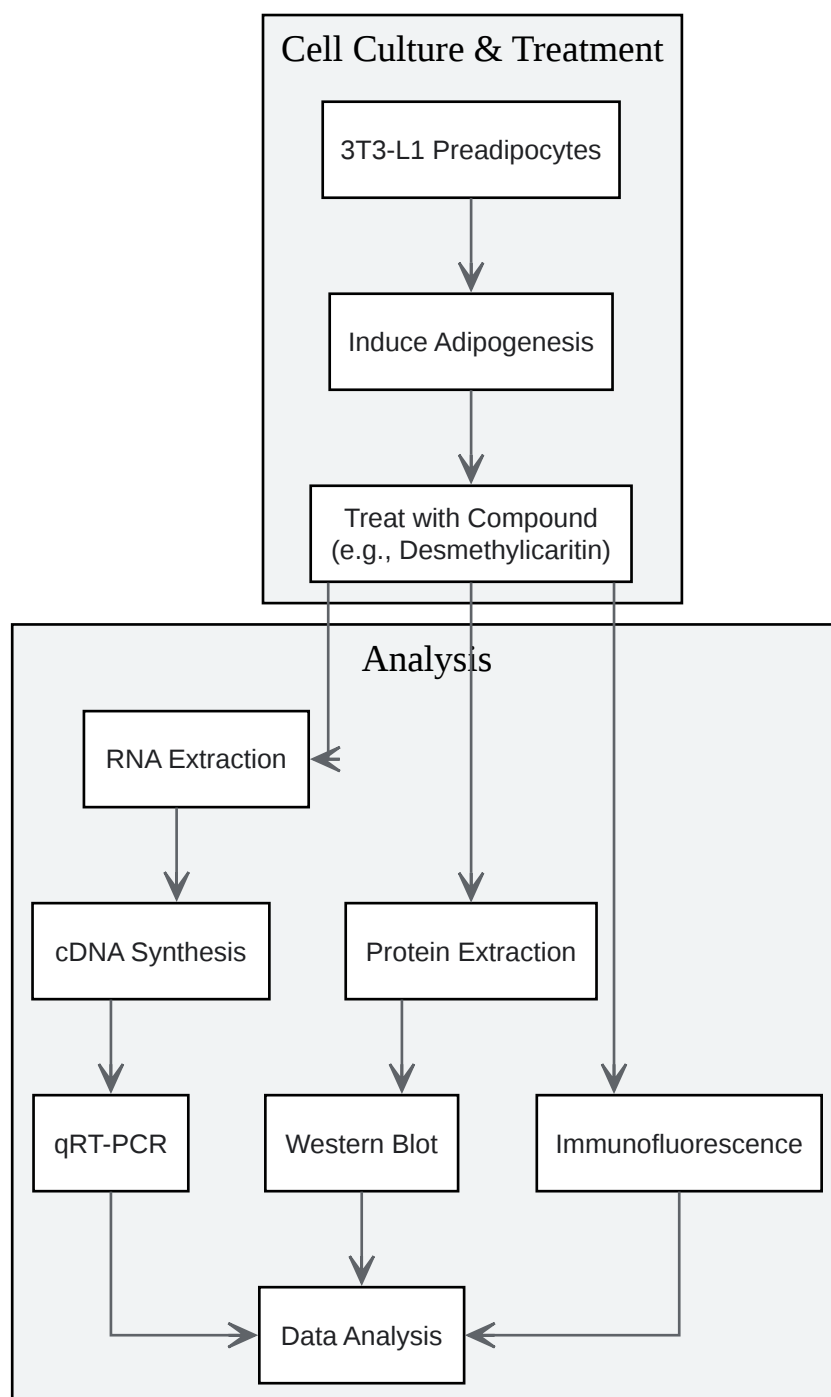 Cell Culture & Treatment
3T3-L1 Preadipocytes
Induce Adipogenesis
Treat with Compound
(e.g., Desmethylicaritin)
Analysis
RNA Extraction
cDNA Synthesis
Protein Extraction
qRT-PCR
Western Blot
Immunofluorescence
Data Analysis